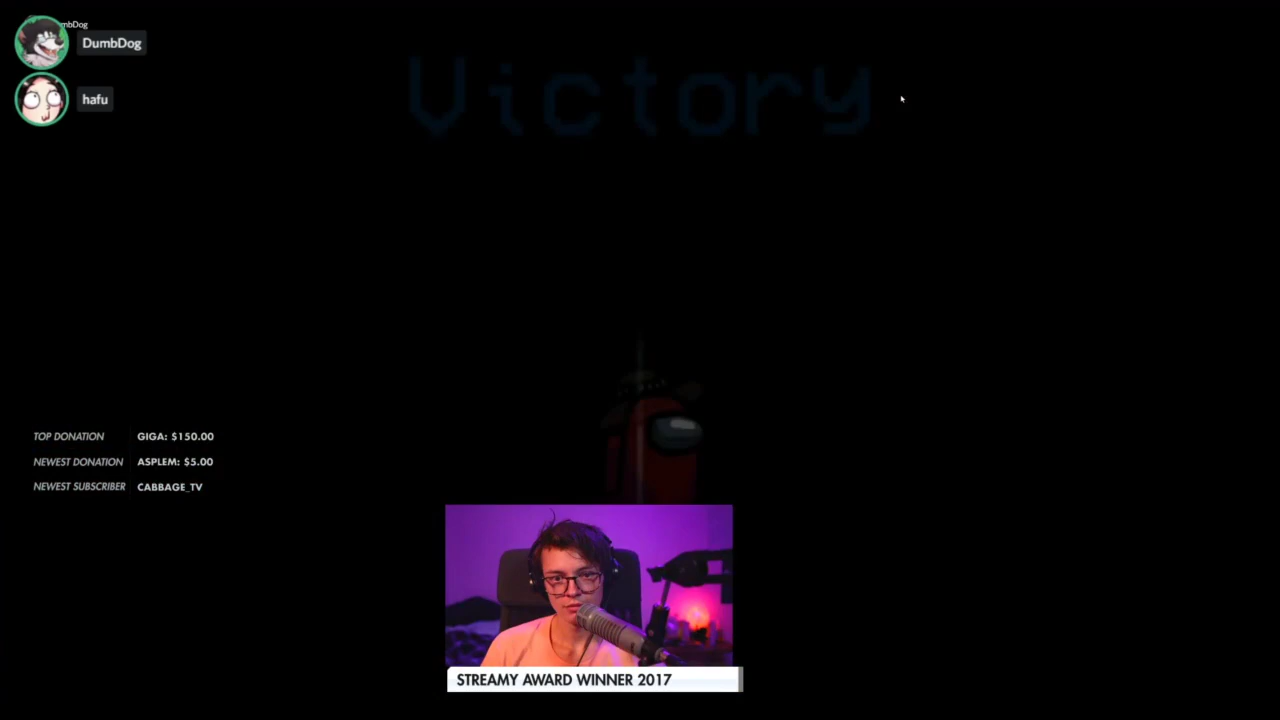 mbDog
DumbDog
hafu
Victory
TOP DONATION GIGA: $150.00
NEWEST DONATION ASPLEM: $5.00
NEWEST SUBSCRIBER CABBAGE_TV
STREAMY AWARD WINNER 2017